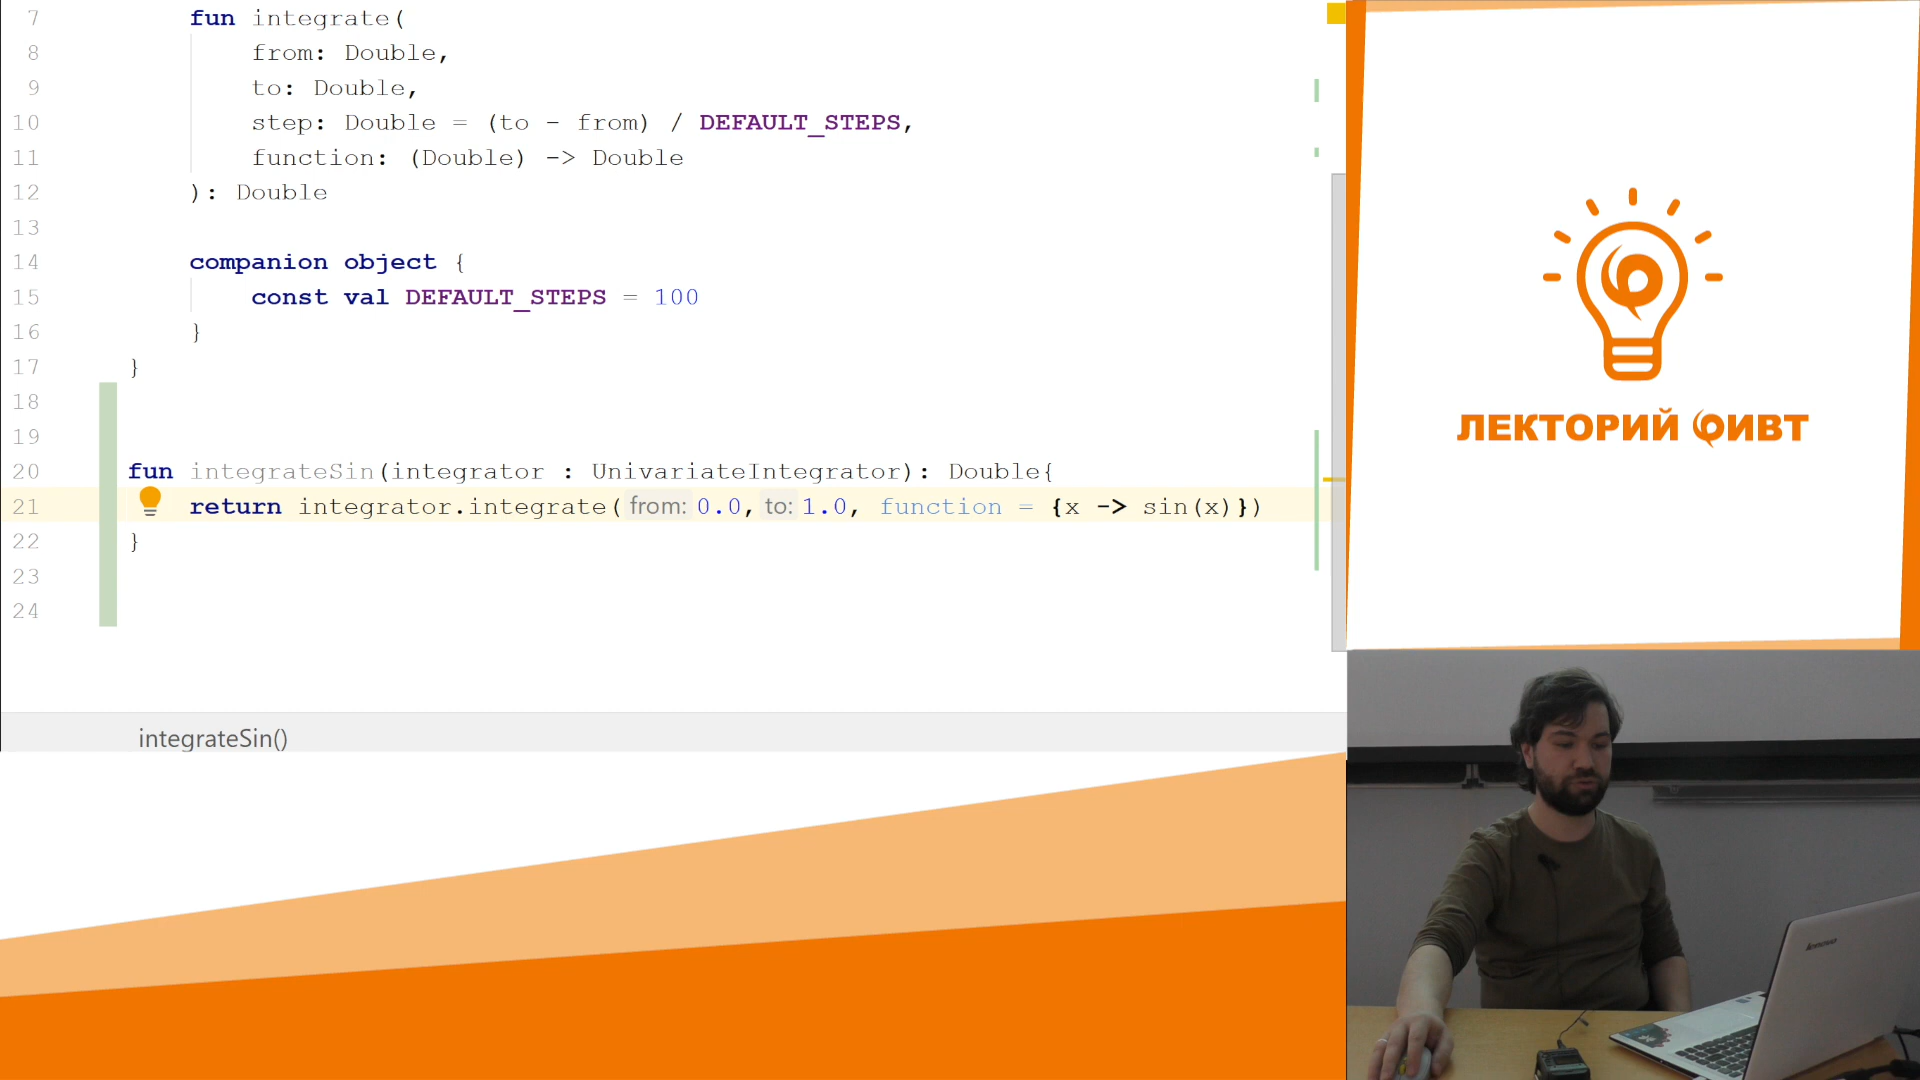 7 fun integrate(
8 from: Double,
9 to: Double,
10 step: Double = (to - from) / DEFAULT_STEPS,
11 function: (Double) -> Double
12 ): Double
13
14 companion object {
15 const val DEFAULT_STEPS = 100
16 }
17 }
18
19
20 fun integrateSin(integrator : UnivariateIntegrator): Double{
21 return integrator.integrate( from: 0.0, to: 1.0, function = {x -> sin(x)})
22 }
23
24
integrateSin()
ЛЕКТОРИЙ ФИВТ
lenovo